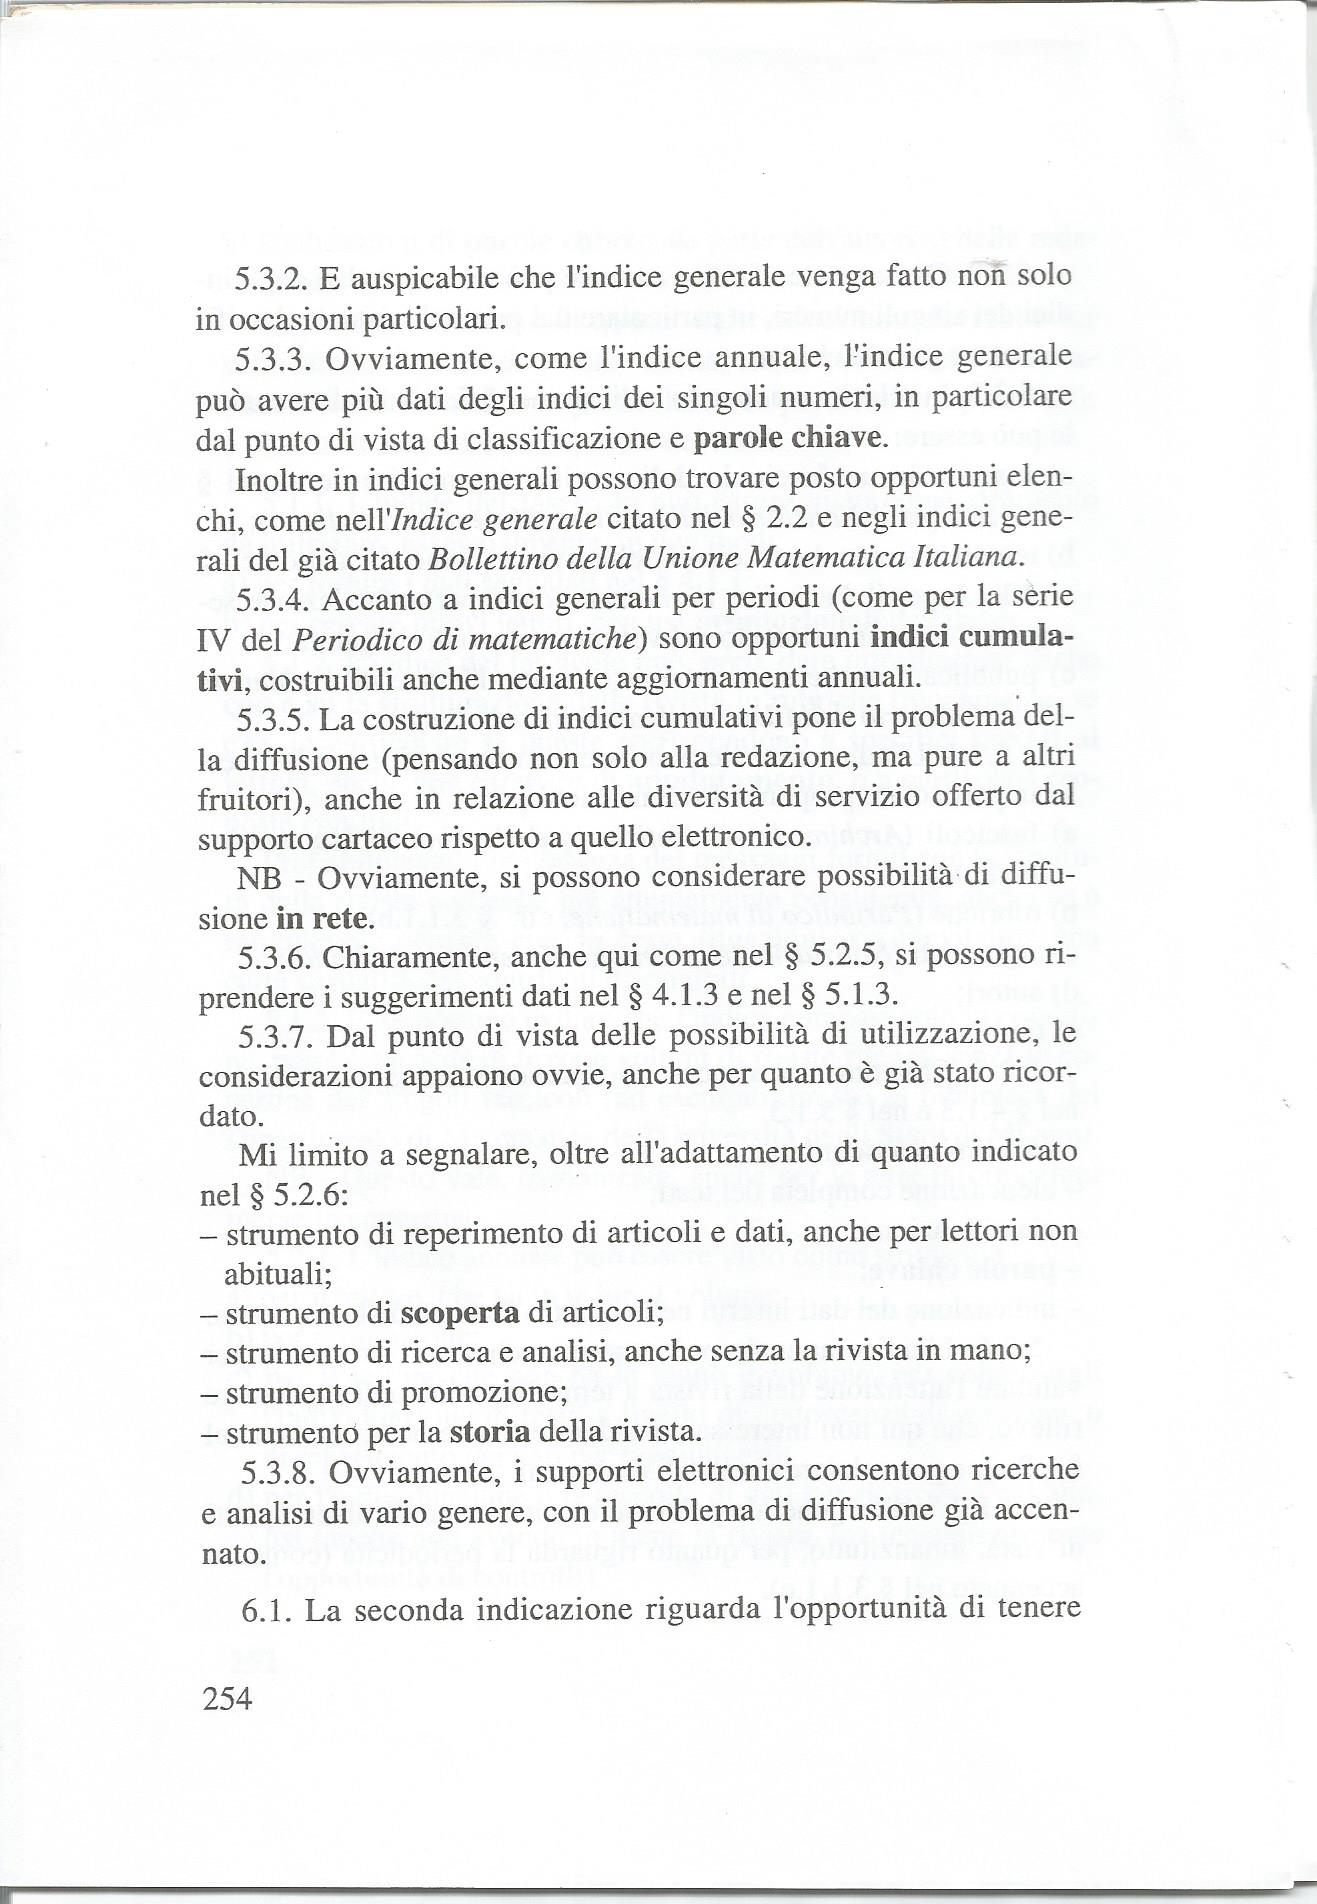 5.3.2. E auspicabile che l'indice generale venga fatto non solo
in occasioni particolari.
5.3.3. Ovviamente, come l'indice annuale, l'indice generale
può avere più dati degli indici dei singoli numeri, in particolare
dal punto di vista di classificazione e parole chiave.
Inoltre in indici generali possono trovare posto opportuni elen-
chi, come nell'Indice generale citato nel § 2.2 e negli indici gene-
rali del già citato Bollettino della Unione Matematica Italiana.
5.3.4. Accanto a indici generali per periodi (come per la serie
IV del Periodico di matematiche) sono opportuni indici cumula-
tivi, costruibili anche mediante aggiornamenti annuali.
5.3.5. La costruzione di indici cumulativi pone il problema del-
la diffusione (pensando non solo alla redazione, ma pure a altri
fruitori), anche in relazione alle diversità di servizio offerto dal
supporto cartaceo rispetto a quello elettronico.
NB - Ovviamente, si possono considerare possibilità di diffu-
sione in rete.
5.3.6. Chiaramente, anche qui come nel § 5.2.5, si possono ri-
prendere i suggerimenti dati nel § 4.1.3 e nel § 5.1.3.
5.3.7. Dal punto di vista delle possibilità di utilizzazione, le
considerazioni appaiono ovvie, anche per quanto è già stato ricor-
dato.
Mi limito a segnalare, oltre all'adattamento di quanto indicato
nel § 5.2.6:
– strumento di reperimento di articoli e dati, anche per lettori non
abituali;
– strumento di scoperta di articoli;
– strumento di ricerca e analisi, anche senza la rivista in mano;
– strumento di promozione;
– strumento per la storia della rivista.
5.3.8. Ovviamente, i supporti elettronici consentono ricerche
e analisi di vario genere, con il problema di diffusione già accen-
nato.
6.1. La seconda indicazione riguarda l'opportunità di tenere
254